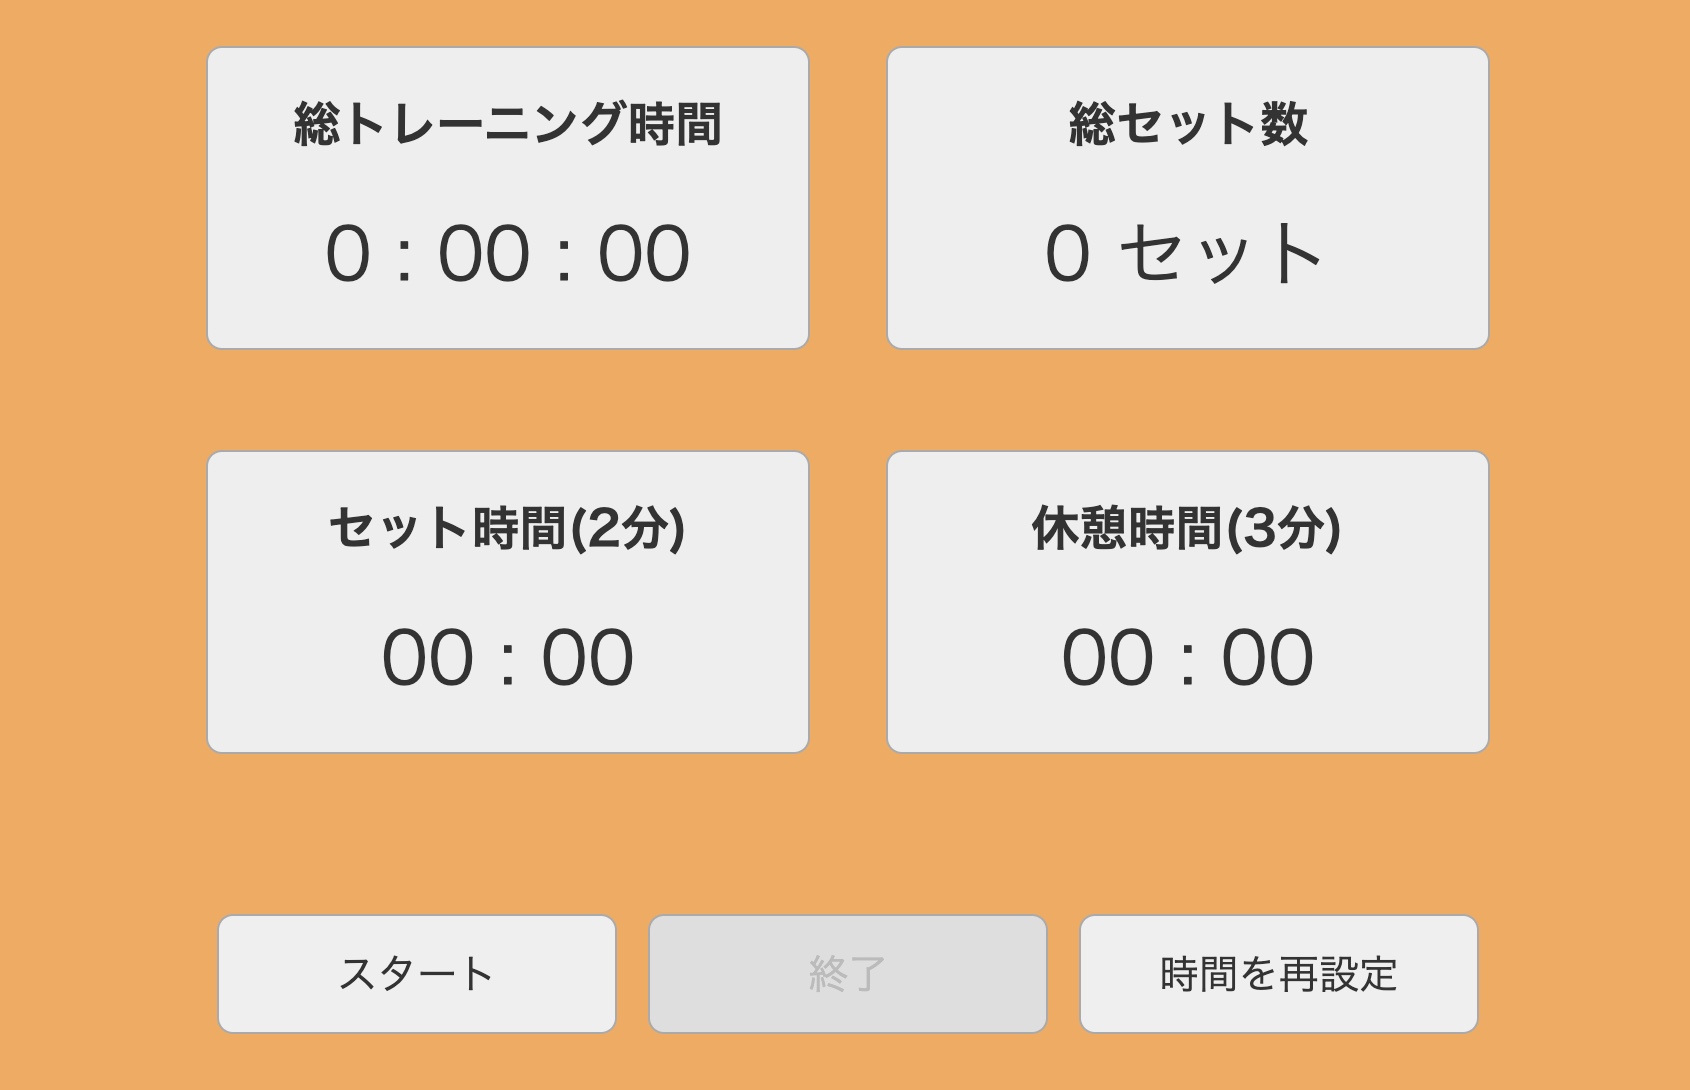 総トレーニング時間
0 : 00 : 00
総セット数
0 セット
セット時間(2分)
00 : 00
休憩時間(3分)
00 : 00
スタート
終了
時間を再設定